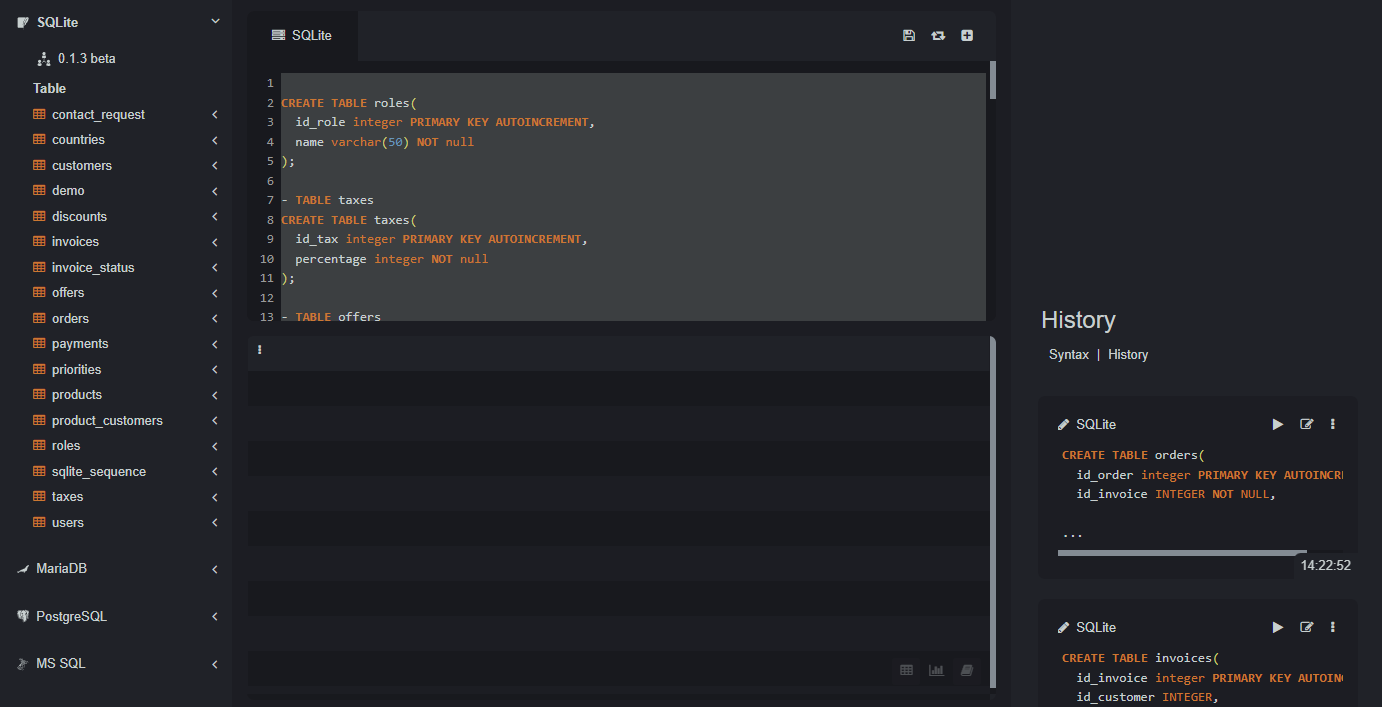 SQLite
0.1.3 beta
Table
contact_request
countries
customers
demo
discounts
invoices
invoice_status
offers
orders
payments
priorities
products
product_customers
roles
sqlite_sequence
taxes
users
MariaDB
PostgreSQL
MS SQL
SQLite
1
2 CREATE TABLE roles(
3 id_role integer PRIMARY KEY AUTOINCREMENT,
4 name varchar(50) NOT null
5 );
6
7 - TABLE taxes
8 CREATE TABLE taxes(
9 id_tax integer PRIMARY KEY AUTOINCREMENT,
10 percentage integer NOT null
11 );
12
13 - TABLE offers
History
Syntax | History
SQLite
CREATE TABLE orders(
id_order integer PRIMARY KEY AUTOINCR
id_invoice INTEGER NOT NULL,
...
14:22:52
SQLite
CREATE TABLE invoices(
id_invoice integer PRIMARY KEY AUTOIN
id_customer INTEGER,